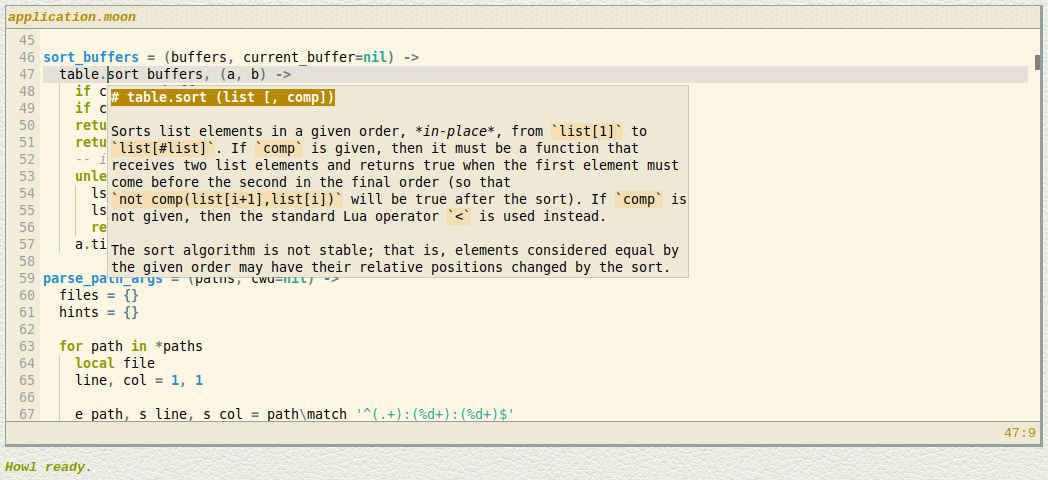 application.moon
45
46 sort_buffers = (buffers, current_buffer=nil) ->
47 table.sort buffers, (a, b) ->
48 if c
# table.sort (list [, comp])
49 if c
50 retu
Sorts list elements in a given order, *in-place*, from `list[1]` to
51 retu
`list[#list]`. If `comp` is given, then it must be a function that
52 -- i
receives two list elements and returns true when the first element must
53 unle
come before the second in the final order (so that
54 ls
`not comp(list[i+1],list[i])` will be true after the sort). If `comp` is
55 ls
not given, then the standard Lua operator `<` is used instead.
56 re
57 a.ti
The sort algorithm is not stable; that is, elements considered equal by
58
the given order may have their relative positions changed by the sort.
59 parse_path_args = (paths, cwd=nil) ->
60 files = {}
61 hints = {}
62
63 for path in *paths
64 local file
65 line, col = 1, 1
66
67 e_path, s_line, s_col = path\match '^(.+):(%d+):(%d+)$'
47:9
Howl ready.